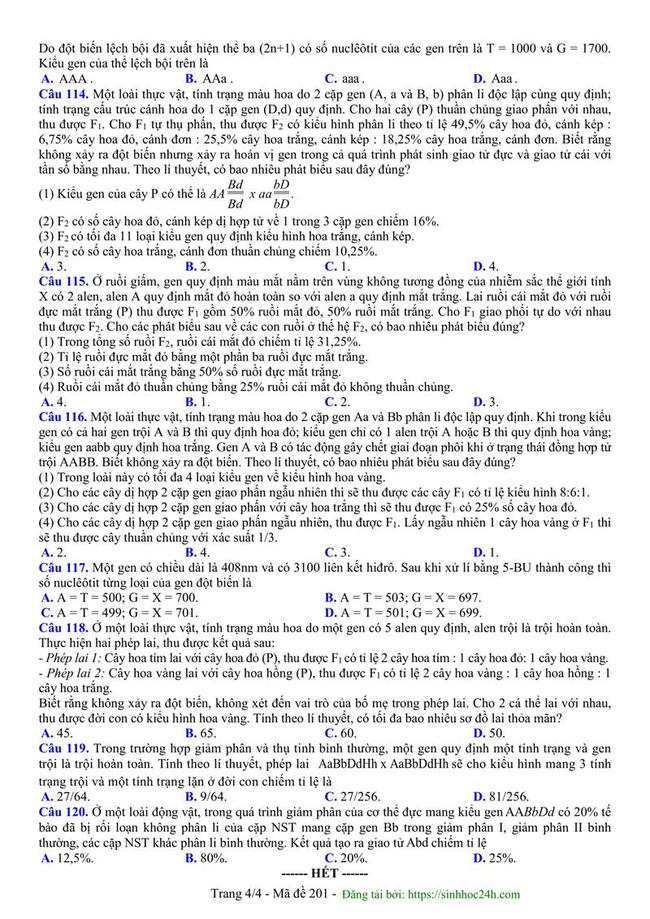 Do đột biến lệch bội đã xuất hiện thể ba (2n+1) có số nuclêôtit của các gen trên là T = 1000 và G = 1700.
Kiểu gen của thể lệch bội trên là
A. AAA . B. AAa . C. aaa . D. Aaa .
Câu 114. Một loài thực vật, tính trạng màu hoa do 2 cặp gen (A, a và B, b) phân li độc lập cùng quy định;
tính trạng cấu trúc cánh hoa do 1 cặp gen (D,d) quy định. Cho hai cây (P) thuần chủng giao phấn với nhau,
thu được F1. Cho F1 tự thụ phấn, thu được F2 có kiểu hình phân li theo tỉ lệ 49,5% cây hoa đỏ, cánh kép :
6,75% cây hoa đỏ, cánh đơn : 25,5% cây hoa trắng, cánh kép : 18,25% cây hoa trắng, cánh đơn. Biết rằng
không xảy ra đột biến nhưng xảy ra hoán vị gen trong cả quá trình phát sinh giao tử đực và giao tử cái với
tần số bằng nhau. Theo lí thuyết, có bao nhiêu phát biểu sau đây đúng?
(1) Kiểu gen của cây P có thể là AA Bd/Bd x aa bD/bD.
(2) F2 có số cây hoa đỏ, cánh kép dị hợp tử về 1 trong 3 cặp gen chiếm 16%.
(3) F2 có tối đa 11 loại kiểu gen quy định kiểu hình hoa trắng, cánh kép.
(4) F2 có số cây hoa trắng, cánh đơn thuần chủng chiếm 10,25%.
A. 3. B. 2. C. 1. D. 4.
Câu 115. Ở ruồi giấm, gen quy định màu mắt nằm trên vùng không tương đồng của nhiễm sắc thể giới tính
X có 2 alen, alen A quy định mắt đỏ hoàn toàn so với alen a quy định mắt trắng. Lai ruồi cái mắt đỏ với ruồi
đực mắt trắng (P) thu được F1 gồm 50% ruồi mắt đỏ, 50% ruồi mắt trắng. Cho F1 giao phối tự do với nhau
thu được F2. Cho các phát biểu sau về các con ruồi ở thế hệ F2, có bao nhiêu phát biểu đúng?
(1) Trong tổng số ruồi F2, ruồi cái mắt đỏ chiếm tỉ lệ 31,25%.
(2) Tỉ lệ ruồi đực mắt đỏ bằng một phần ba ruồi đực mắt trắng.
(3) Số ruồi cái mắt trắng bằng 50% số ruồi đực mắt trắng.
(4) Ruồi cái mắt đỏ thuần chủng bằng 25% ruồi cái mắt đỏ không thuần chủng.
A. 4. B. 1. C. 2. D. 3.
Câu 116. Một loài thực vật, tính trạng màu hoa do 2 cặp gen Aa và Bb phân li độc lập quy định. Khi trong kiểu
gen có cả hai gen trội A và B thì quy định hoa đỏ; kiểu gen chỉ có 1 alen trội A hoặc B thì quy định hoa vàng;
kiểu gen aabb quy định hoa trắng. Gen A và B có tác động gây chết giai đoạn phôi khi ở trạng thái đồng hợp tử
trội AABB. Biết không xảy ra đột biến. Theo lí thuyết, có bao nhiêu phát biểu sau đây đúng?
(1) Trong loài này có tối đa 4 loại kiểu gen về kiểu hình hoa vàng.
(2) Cho các cây dị hợp 2 cặp gen giao phấn ngẫu nhiên thì sẽ thu được các cây F1 có tỉ lệ kiểu hình 8:6:1.
(3) Cho các cây dị hợp 2 cặp gen giao phấn với cây hoa trắng thì sẽ thu được F1 có 25% số cây hoa đỏ.
(4) Cho các cây dị hợp 2 cặp gen giao phấn ngẫu nhiên, thu được F1. Lấy ngẫu nhiên 1 cây hoa vàng ở F1 thì
sẽ thu được cây thuần chủng với xác suất 1/3.
A. 2. B. 4. C. 3. D. 1.
Câu 117. Một gen có chiều dài là 408nm và có 3100 liên kết hiđrô. Sau khi xử lí bằng 5-BU thành công thì
số nuclêôtit từng loại của gen đột biến là
A. A = T = 500; G = X = 700. B. A = T = 503; G = X = 697.
C. A = T = 499; G = X = 701. D. A = T = 501; G = X = 699.
Câu 118. Ở một loài thực vật, tính trạng màu hoa do một gen có 5 alen quy định, alen trội là trội hoàn toàn.
Thực hiện hai phép lai, thu được kết quả sau:
- Phép lai 1: Cây hoa tím lai với cây hoa đỏ (P), thu được F1 có tỉ lệ 2 cây hoa tím : 1 cây hoa đỏ: 1 cây hoa vàng.
- Phép lai 2: Cây hoa vàng lai với cây hoa hồng (P), thu được F1 có tỉ lệ 2 cây hoa vàng : 1 cây hoa hồng : 1
cây hoa trắng.
Biết rằng không xảy ra đột biến, không xét đến vai trò của bố mẹ trong phép lai. Cho 2 cá thể lai với nhau,
thu được đời con có kiểu hình hoa vàng. Tính theo lí thuyết, có tối đa bao nhiêu sơ đồ lai thỏa mãn?
A. 45. B. 65. C. 60. D. 50.
Câu 119. Trong trường hợp giảm phân và thụ tinh bình thường, một gen quy định một tính trạng và gen
trội là trội hoàn toàn. Tính theo lí thuyết, phép lai AaBbDdHh x AaBbDdHh sẽ cho kiểu hình mang 3 tính
trạng trội và một tính trạng lặn ở đời con chiếm tỉ lệ là
A. 27/64. B. 9/64. C. 27/256. D. 81/256.
Câu 120. Ở một loài động vật, trong quá trình giảm phân của cơ thể đực mang kiểu gen AABbDd có 20% tế
bào đã bị rối loạn không phân li của cặp NST mang cặp gen Bb trong giảm phân I, giảm phân II bình
thường, các cặp NST khác phân li bình thường. Kết quả tạo ra giao tử Abd chiếm tỉ lệ
A. 12,5%. B. 80%. C. 20%. D. 25%.
------ HẾT ------
Trang 4/4 - Mã đề 201 - Đăng tải bởi: https://sinhhoc24h.com